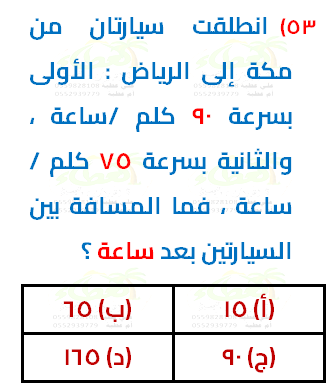 ٥٣) انطلقت سيارتان من
مكة إلى الرياض : الأولى
بسرعة ٩٠ كلم /ساعة ،
والثانية بسرعة ٧٥ كلم /
ساعة ، فما المسافة بين
السيارتين بعد ساعة ؟
(أ) ١٥ (ب) ٦٥
(ج) ٩٠ (د) ١٦٥